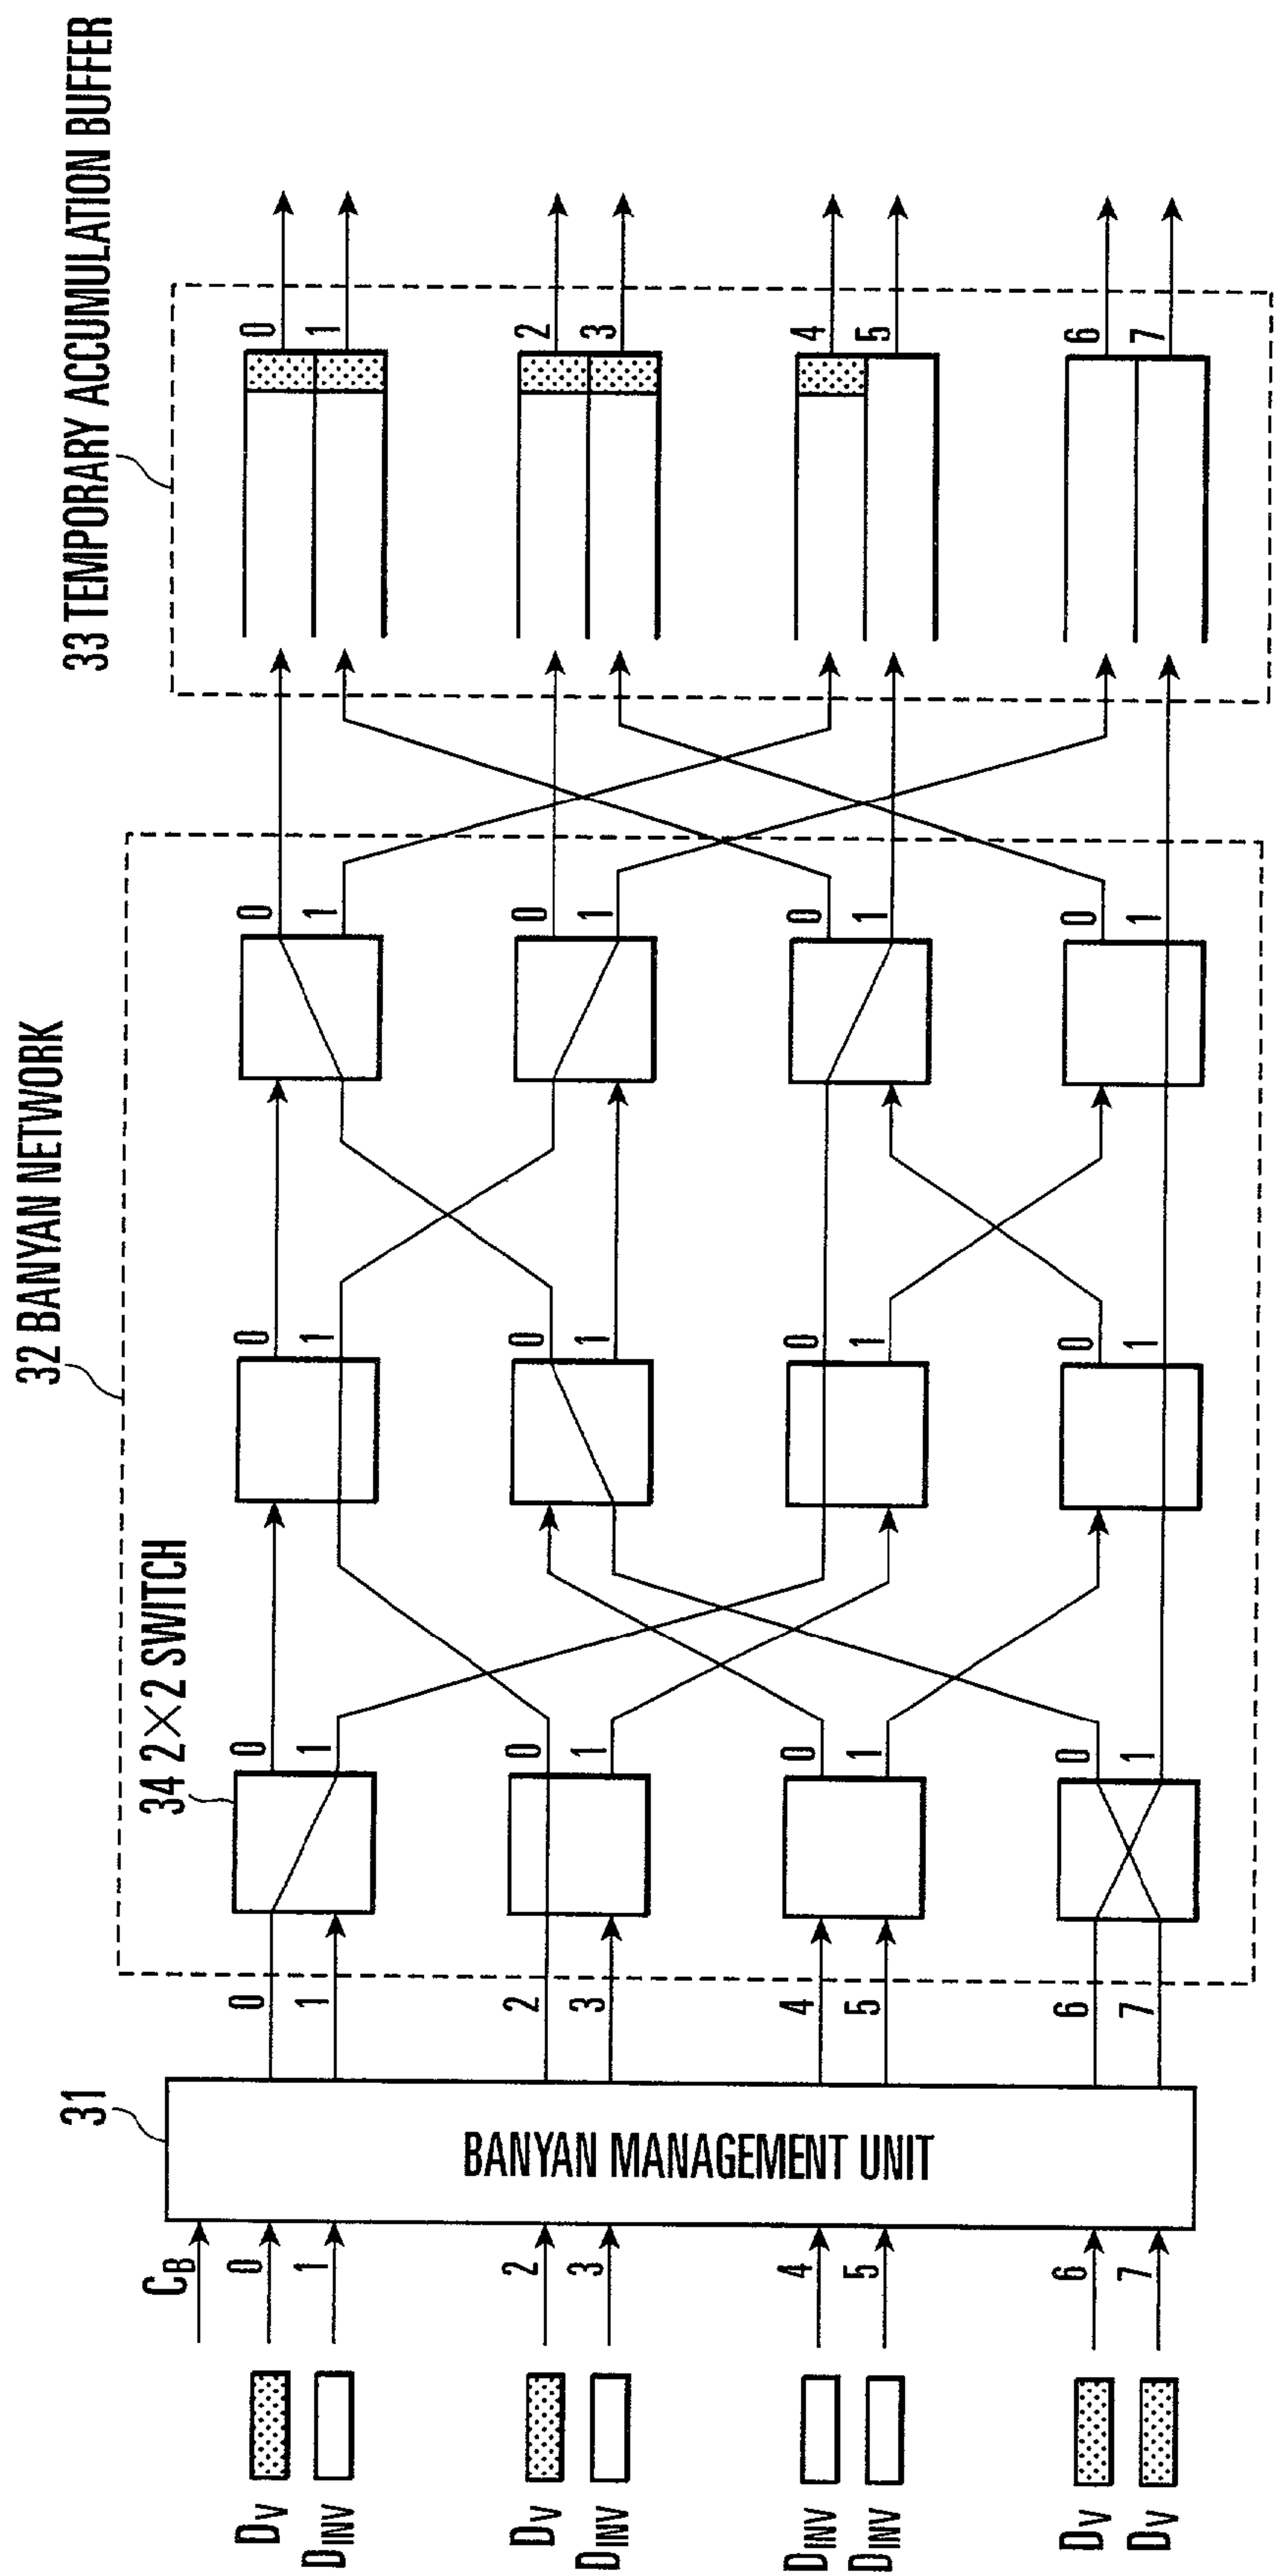 32 BANYAN NETWORK
31
33 TEMPORARY ACCUMULATION BUFFER
34 2×2 SWITCH
C_B
D_V 0 0 0 0 0 0
D_INV 1 1 1 1 1 1
BANYAN MANAGEMENT UNIT
D_V 2 2 0 0 0 2
D_INV 3 3 1 1 1 3
D_INV 4 4 0 0 0 4
D_INV 5 5 1 1 1 5
D_V 6 6 0 0 0 6
D_V 7 7 1 1 1 7